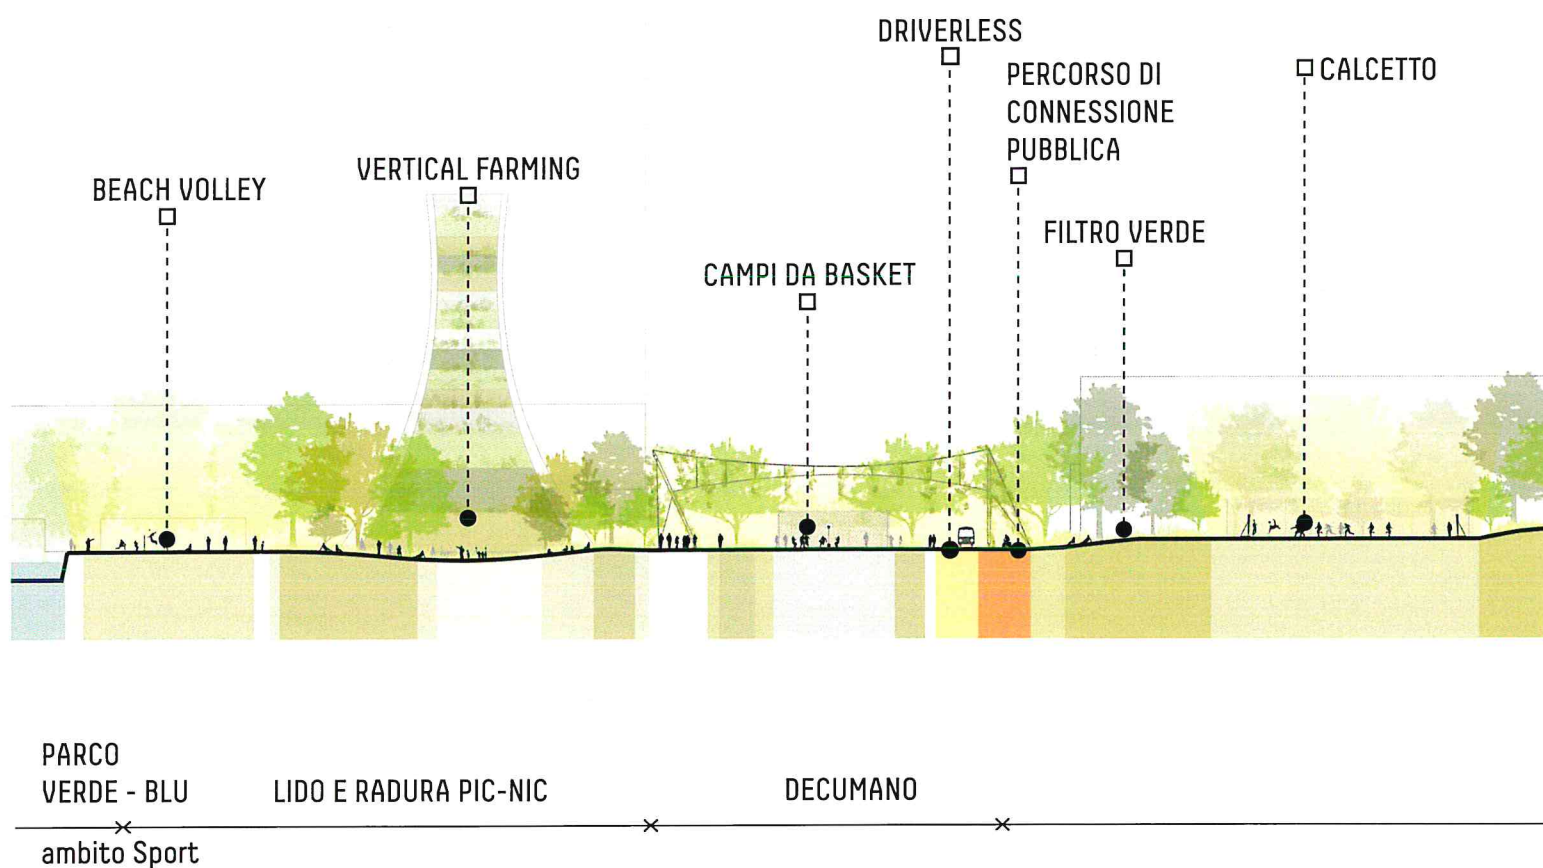 DRIVERLESS
PERCORSO DI
CONNESSIONE
PUBBLICA
CALCETTO
BEACH VOLLEY
VERTICAL FARMING
FILTRO VERDE
CAMPI DA BASKET
PARCO
VERDE - BLU
LIDO E RADURA PIC-NIC
DECUMANO
ambito Sport